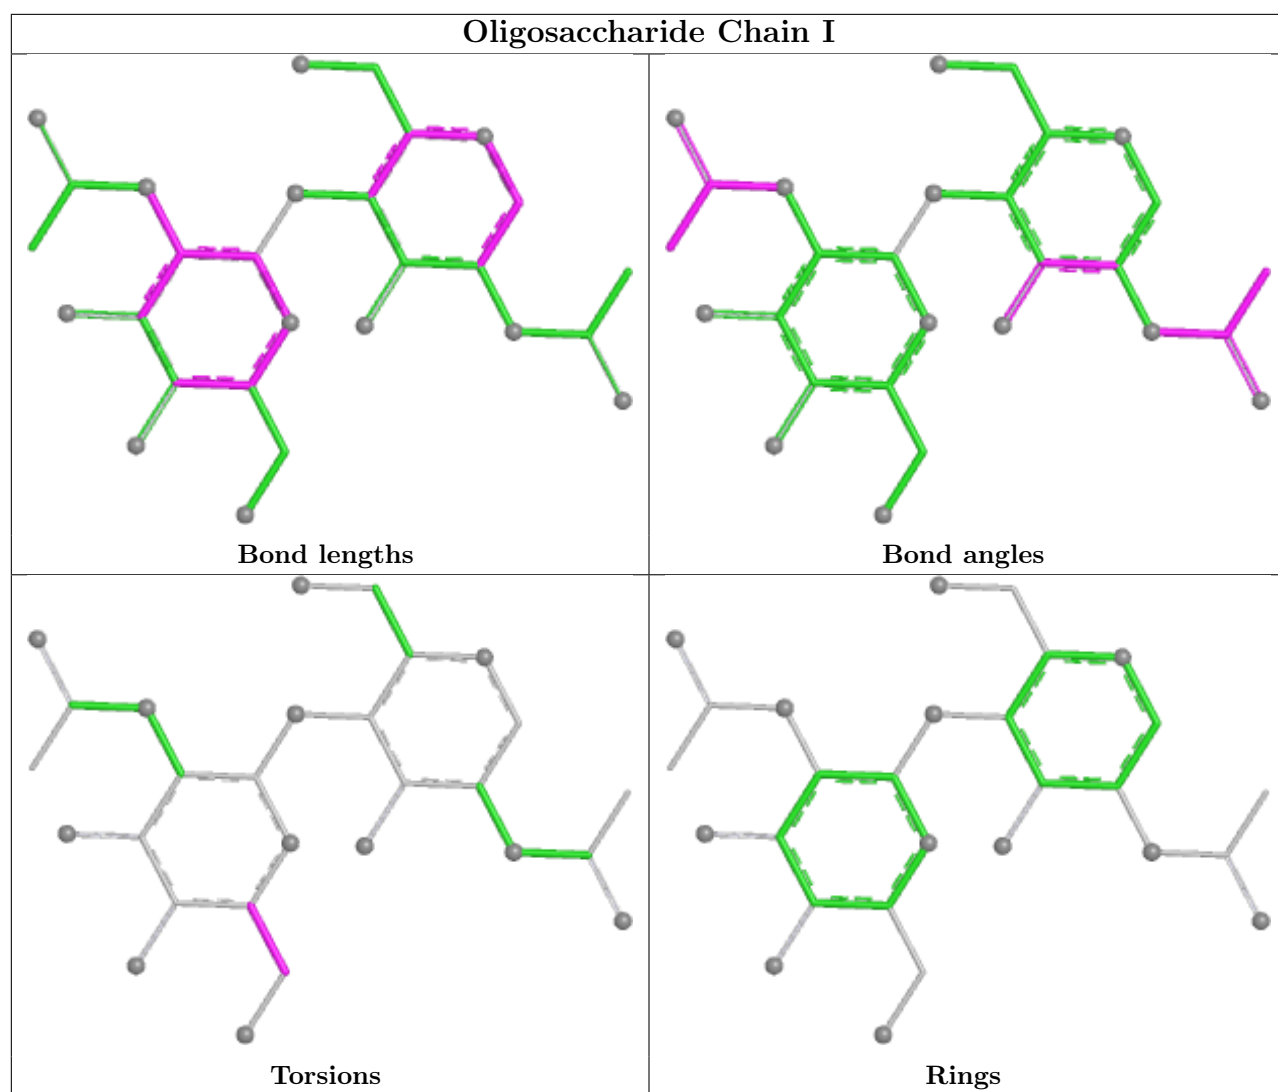 Oligosaccharide Chain I
Bond lengths
Bond angles
Torsions
Rings